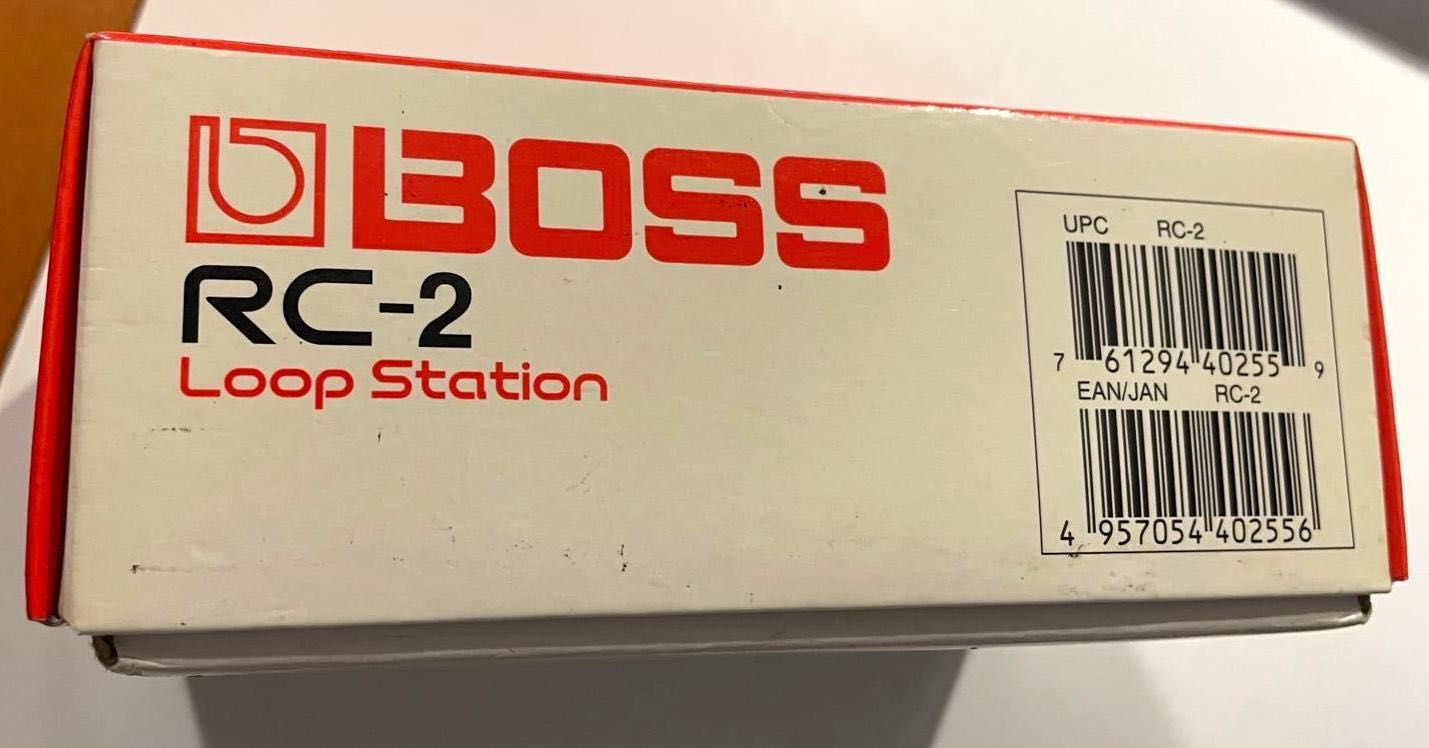 BOSS
RC-2
Loop Station
UPC RC-2
7 61294 40255 9
EAN/JAN RC-2
4 957054 402556